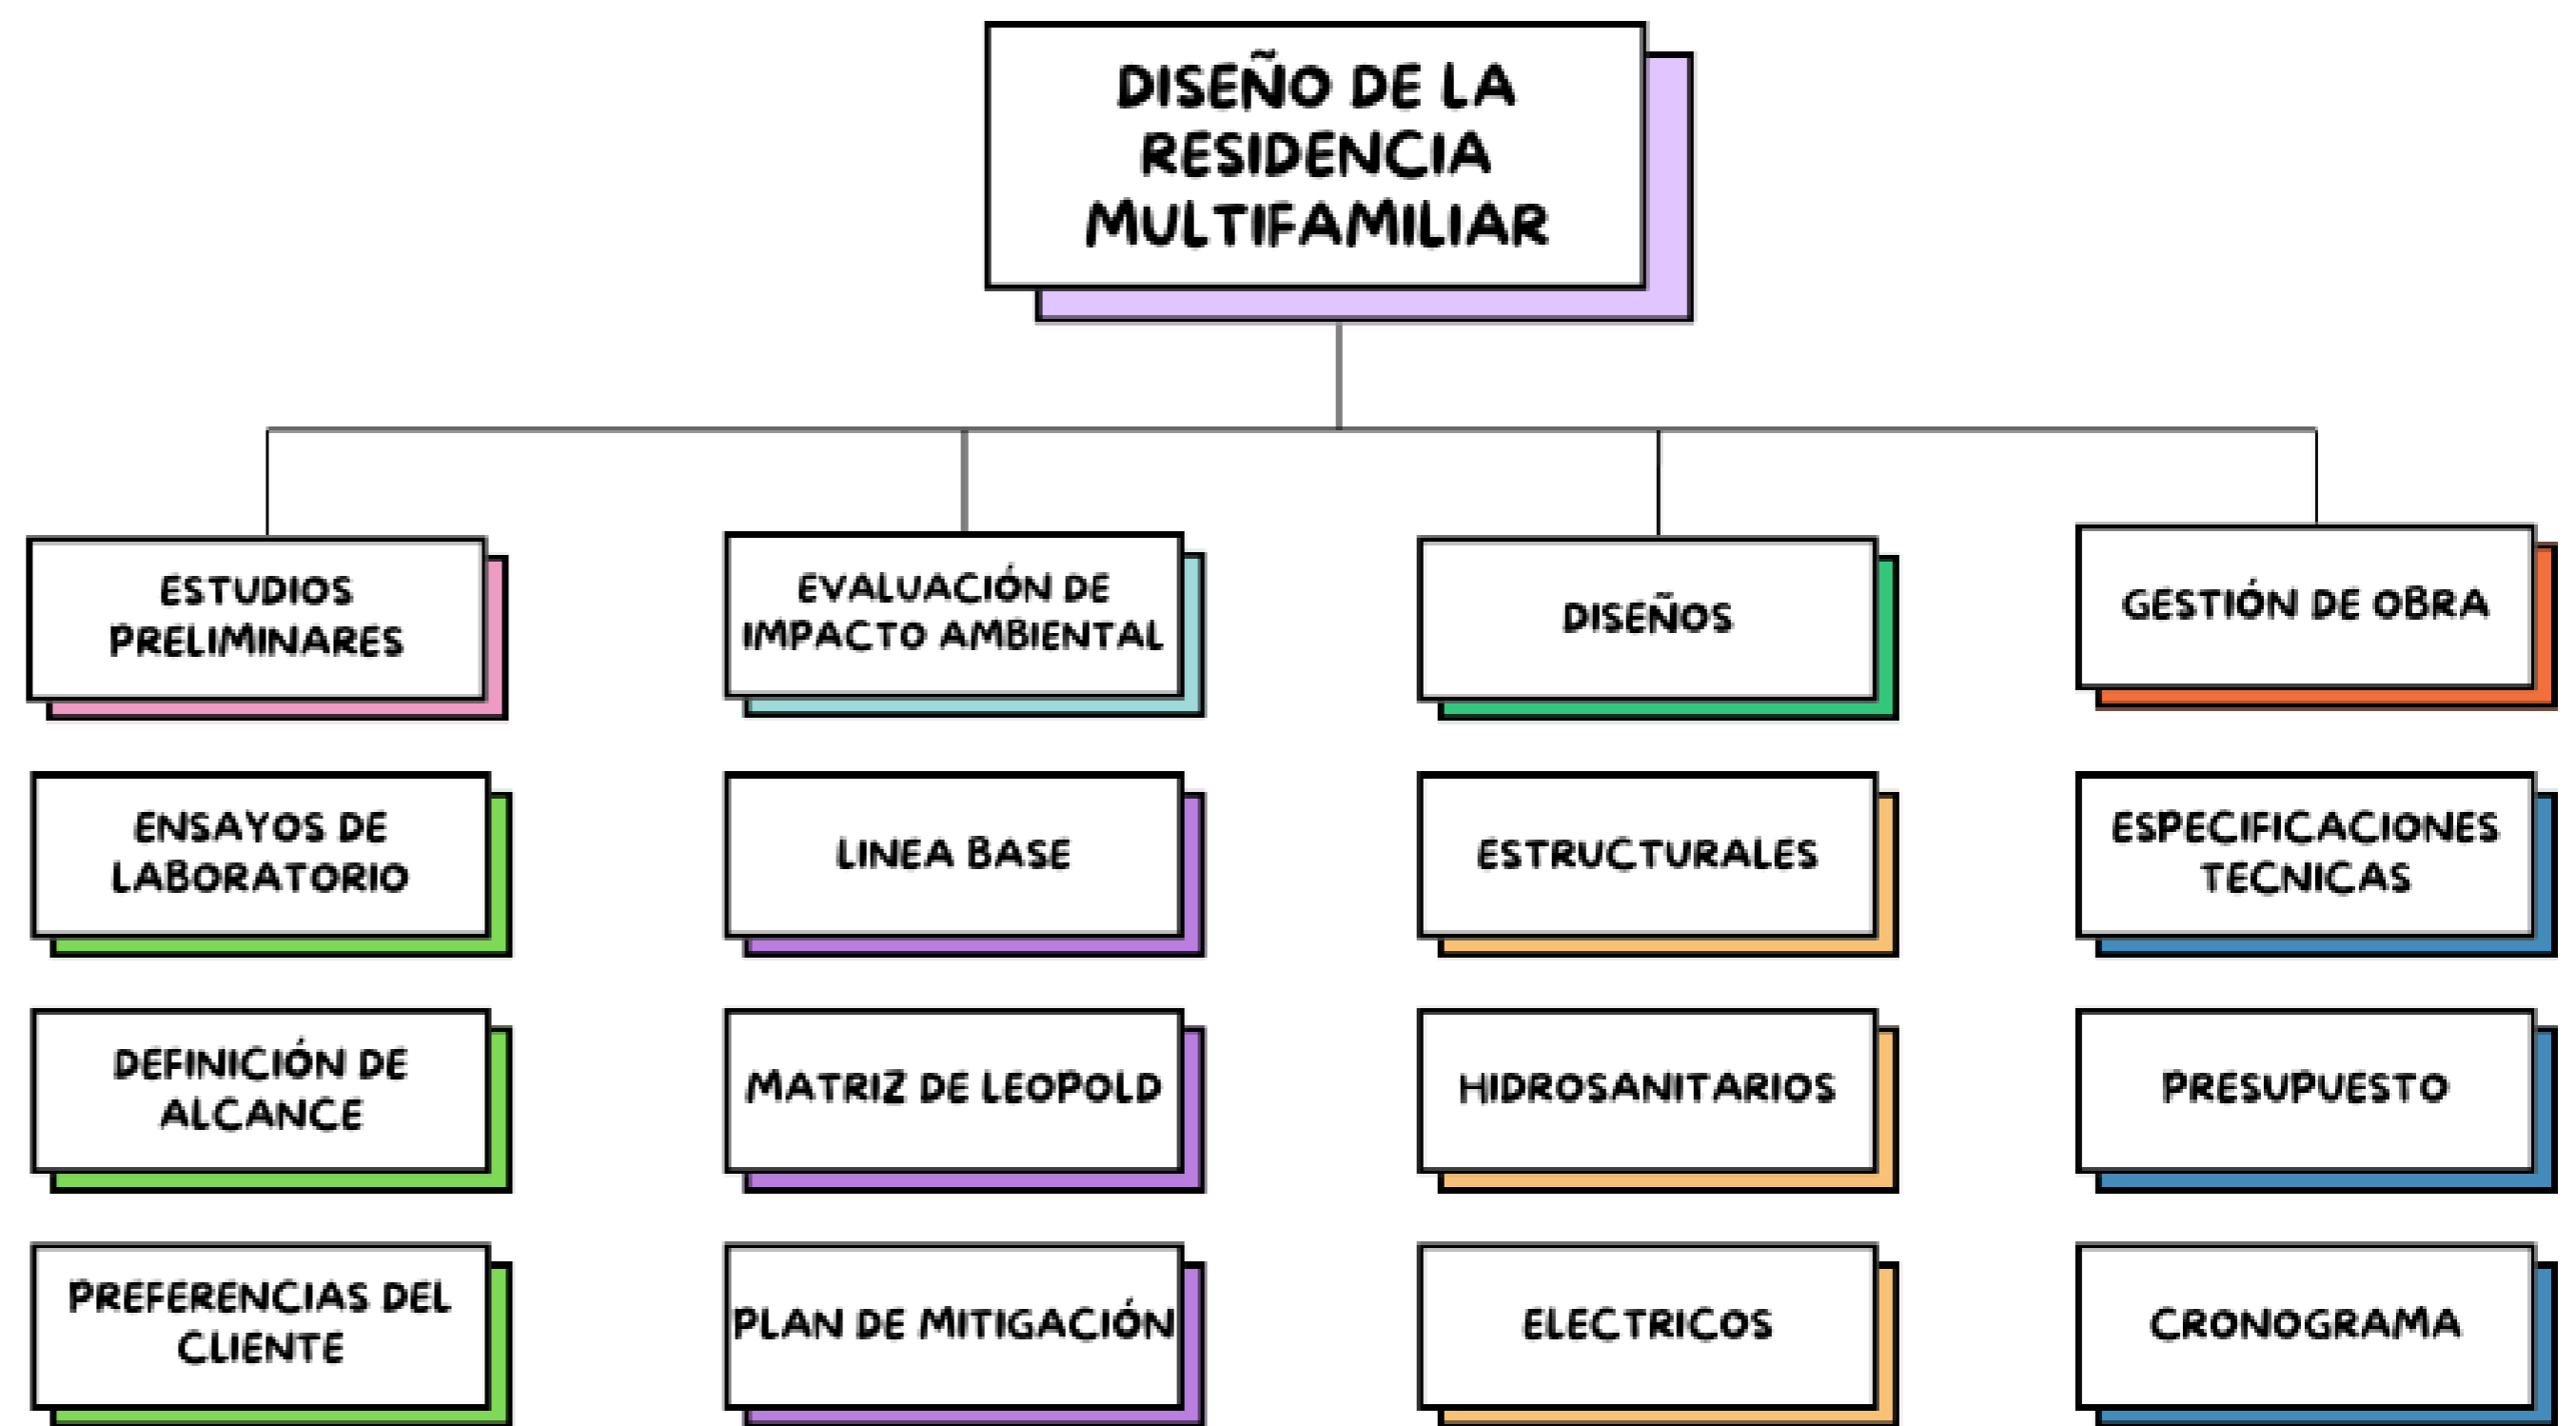 DISEÑO DE LA
RESIDENCIA
MULTIFAMILIAR
ESTUDIOS
PRELIMINARES
EVALUACIÓN DE
IMPACTO AMBIENTAL
DISEÑOS
GESTIÓN DE OBRA
ENSAYOS DE
LABORATORIO
LINEA BASE
ESTRUCTURALES
ESPECIFICACIONES
TECNICAS
DEFINICIÓN DE
ALCANCE
MATRIZ DE LEOPOLD
HIDROSANITARIOS
PRESUPUESTO
PREFERENCIAS DEL
CLIENTE
PLAN DE MITIGACIÓN
ELECTRICOS
CRONOGRAMA